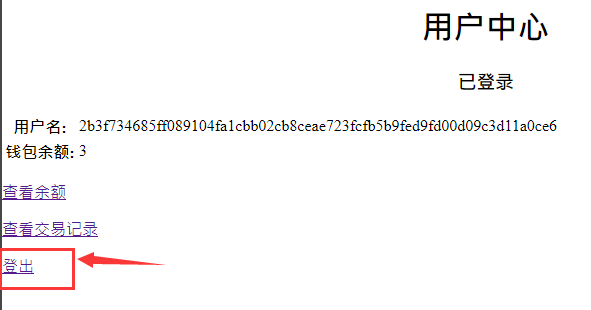 用户中心
已登录
用户名: 2b3f734685ff089104fa1cbb02cb8ceae723fcfb5b9fed9fd00d09c3d11a0ce6
钱包余额: 3
查看余额
查看交易记录
登出